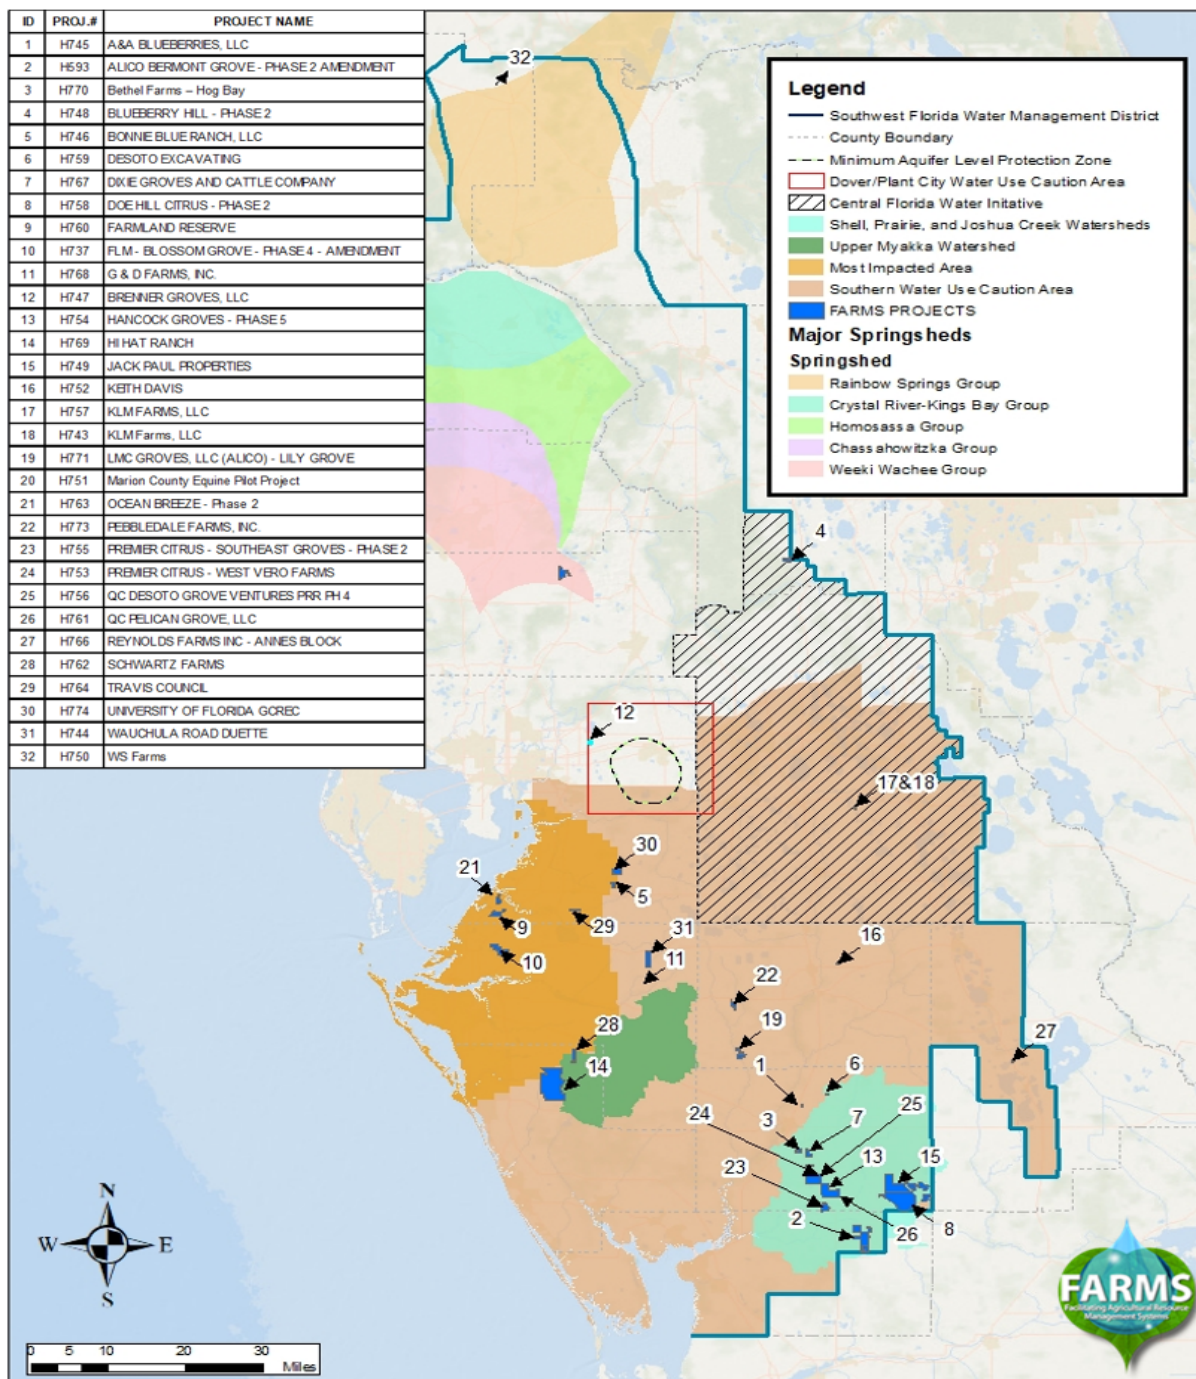 ID PROJ.# PROJECT NAME
1 H745 A&A BLUEBERRIES, LLC
2 H593 ALICO BERMONT GROVE - PHASE 2 AMENDMENT
3 H770 Bethel Farms – Hog Bay
4 H748 BLUEBERRY HILL - PHASE 2
5 H746 BONNIE BLUE RANCH, LLC
6 H759 DESOTO EXCAVATING
7 H767 DIXIE GROVES AND CATTLE COMPANY
8 H758 DOE HILL CITRUS - PHASE 2
9 H760 FARMLAND RESERVE
10 H737 FLM - BLOSSOM GROVE - PHASE 4 - AMENDMENT
11 H768 G & D FARMS, INC.
12 H747 BRENNER GROVES, LLC
13 H754 HANCOCK GROVES - PHASE 5
14 H769 HI HAT RANCH
15 H749 JACK PAUL PROPERTIES
16 H752 KEITH DAVIS
17 H757 KLM FARMS, LLC
18 H743 KLM Farms, LLC
19 H771 LMC GROVES, LLC (ALICO) - LILY GROVE
20 H751 Marion County Equine Pilot Project
21 H763 OCEAN BREEZE - Phase 2
22 H773 PEBBLEDALE FARMS, INC.
23 H755 PREMIER CITRUS - SOUTHEAST GROVES - PHASE 2
24 H753 PREMIER CITRUS - WEST VERO FARMS
25 H756 QC DESOTO GROVE VENTURES PRR PH 4
26 H761 QC PELICAN GROVE, LLC
27 H766 REYNOLDS FARMS INC - ANNES BLOCK
28 H762 SCHWARTZ FARMS
29 H764 TRAVIS COUNCIL
30 H774 UNIVERSITY OF FLORIDA GCREC
31 H744 WAUCHULA ROAD DUETTE
32 H750 WS Farms
Legend
Southwest Florida Water Management District
County Boundary
Minimum Aquifer Level Protection Zone
Dover/Plant City Water Use Caution Area
Central Florida Water Initative
Shell, Prairie, and Joshua Creek Watersheds
Upper Myakka Watershed
Most Impacted Area
Southern Water Use Caution Area
FARMS PROJECTS
Major Springsheds
Springshed
Rainbow Springs Group
Crystal River-Kings Bay Group
Homosassa Group
Chassahowitzka Group
Weeki Wachee Group
32
4
12
17&18
30
21
5
9
29
31
16
10
11
22
28
19
27
14
1
6
24
25
3
7
13
15
23
2
26
8
N
W E
S
0 5 10 20 30
Miles
FARMS
Facilitating Agricultural Resource
Management Systems